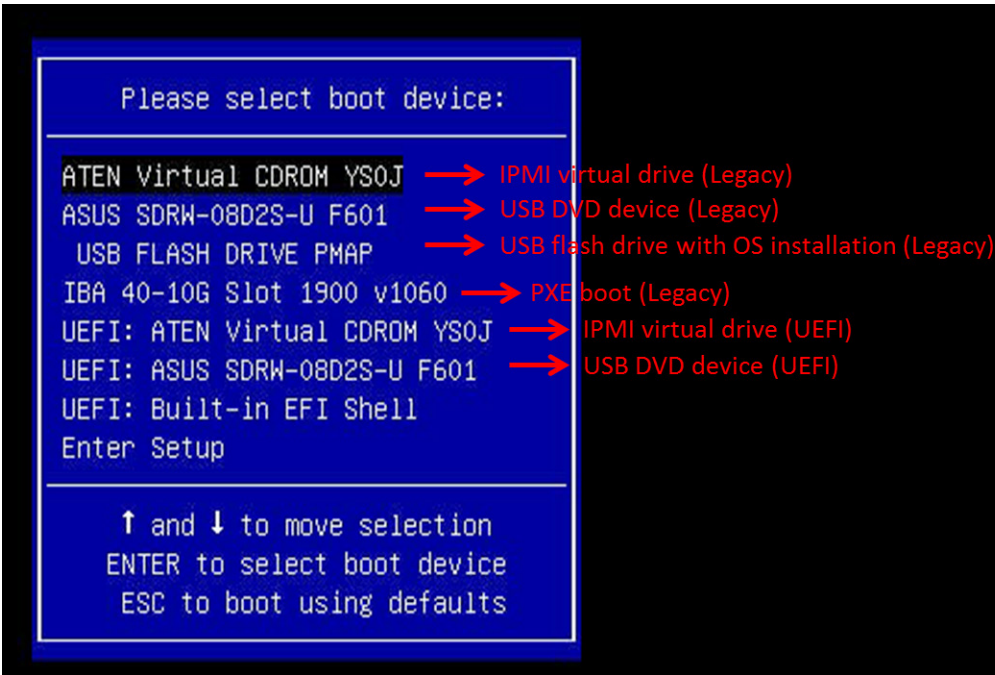 Please select boot device:
ATEN Virtual CDROM YS0J IPMI virtual drive (Legacy)
ASUS SDRW-08D2S-U F601 USB DVD device (Legacy)
USB FLASH DRIVE PMAP USB flash drive with OS installation (Legacy)
IBA 40-10G Slot 1900 v1060 PXE boot (Legacy)
UEFI: ATEN Virtual CDROM YS0J IPMI virtual drive (UEFI)
UEFI: ASUS SDRW-08D2S-U F601 USB DVD device (UEFI)
UEFI: Built-in EFI Shell
Enter Setup
↑ and ↓ to move selection
ENTER to select boot device
ESC to boot using defaults